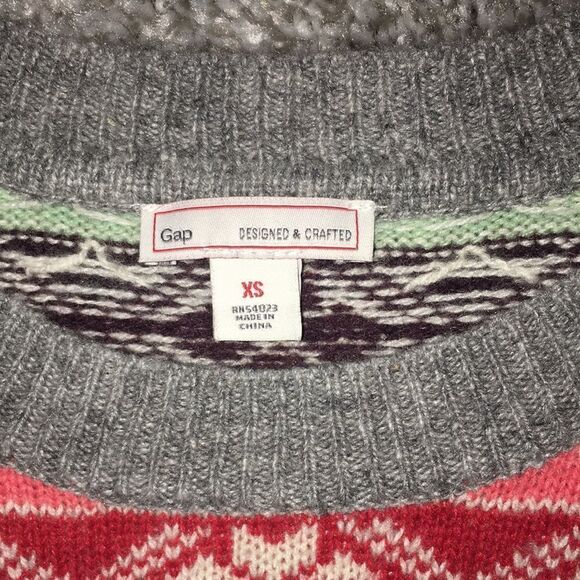 Gap DESIGNED & CRAFTED
XS
RN54023
MADE IN
CHINA